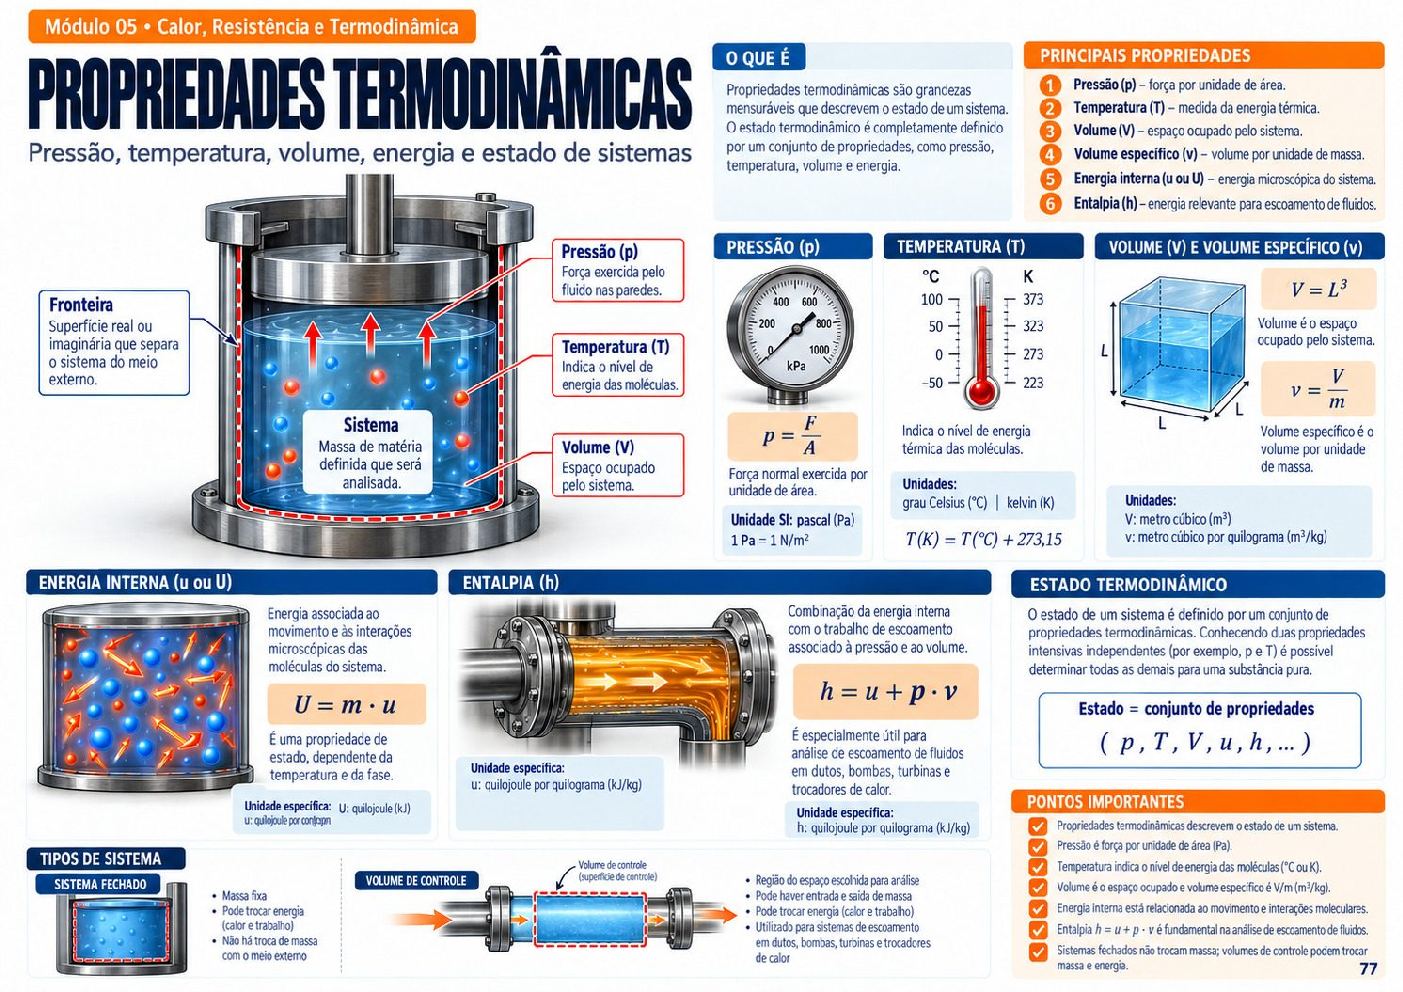 Módulo 05 • Calor, Resistência e Termodinâmica
PROPRIEDADES TERMODINÂMICAS
Pressão, temperatura, volume, energia e estado de sistemas
Fronteira
Superfície real ou
imaginária que separa
o sistema do meio
externo.
Pressão (p)
Força exercida pelo
fluido nas paredes.
Temperatura (T)
Indica o nível de
energia das moléculas.
Volume (V)
Espaço ocupado
pelo sistema.
Sistema
Massa de matéria
definida que será
analisada.
O QUE É
Propriedades termodinâmicas são grandezas
mensuráveis que descrevem o estado de um sistema.
O estado termodinâmico é completamente definido
por um conjunto de propriedades, como pressão,
temperatura, volume e energia.
PRINCIPAIS PROPRIEDADES
1 Pressão (p) – força por unidade de área.
2 Temperatura (T) – medida da energia térmica.
3 Volume (V) – espaço ocupado pelo sistema.
4 Volume específico (v) – volume por unidade de massa.
5 Energia interna (u ou U) – energia microscópica do sistema.
6 Entalpia (h) – energia relevante para escoamento de fluidos.
PRESSÃO (p)
400 600
200 800
0 1000
kPa
p = F/A
Força normal exercida por
unidade de área.
Unidade SI: pascal (Pa)
1 Pa = 1 N/m²
TEMPERATURA (T)
°C K
100 373
50 323
0 273
–50 223
Indica o nível de energia
térmica das moléculas.
Unidades:
grau Celsius (°C) | kelvin (K)
T(K) = T(°C) + 273,15
VOLUME (V) E VOLUME ESPECÍFICO (v)
L
L
L
V = L³
Volume é o espaço
ocupado pelo sistema.
v = V/m
Volume específico é o
volume por unidade
de massa.
Unidades:
V: metro cúbico (m³)
v: metro cúbico por quilograma (m³/kg)
ENERGIA INTERNA (u ou U)
Energia associada ao
movimento e às interações
microscópicas das
moléculas do sistema.
U = m · u
É uma propriedade de
estado, dependente da
temperatura e da fase.
Unidade específica: U: quilojoule (kJ)
u: quilojoule por
ENTALPIA (h)
Combinação da energia interna
com o trabalho de escoamento
associado à pressão e ao volume.
h = u + p · v
É especialmente útil para
análise de escoamento de fluidos
em dutos, bombas, turbinas e
trocadores de calor.
Unidade específica:
u: quilojoule por quilograma (kJ/kg)
Unidade específica:
h: quilojoule por quilograma (kJ/kg)
ESTADO TERMODINÂMICO
O estado de um sistema é definido por um conjunto de
propriedades termodinâmicas. Conhecendo duas propriedades
intensivas independentes (por exemplo, p e T) é possível
determinar todas as demais para uma substância pura.
Estado = conjunto de propriedades
( p , T , V , u , h , ... )
TIPOS DE SISTEMA
SISTEMA FECHADO
• Massa fixa
• Pode trocar energia
(calor e trabalho)
• Não há troca de massa
com o meio externo
VOLUME DE CONTROLE
Volume de controle
(superfície de controle)
• Região do espaço escolhida para análise
• Pode haver entrada e saída de massa
• Pode trocar energia (calor e trabalho)
• Utilizado para sistemas de escoamento
em dutos, bombas, turbinas e trocadores
de calor
PONTOS IMPORTANTES
Propriedades termodinâmicas descrevem o estado de um sistema.
Pressão é força por unidade de área (Pa)
Temperatura indica o nível de energia das moléculas (°C ou K).
Volume é o espaço ocupado e volume específico é V/m (m³/kg).
Energia interna está relacionada ao movimento e interações moleculares.
Entalpia h = u + p · v é fundamental na análise de escoamento de fluidos.
Sistemas fechados não trocam massa; volumes de controle podem trocar
massa e energia.
77